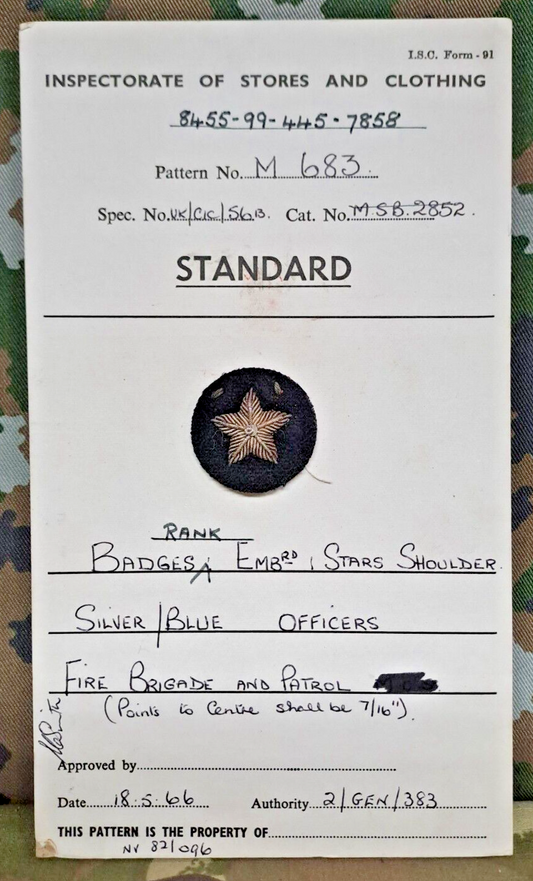 I.S.C. Form - 91
INSPECTORATE OF STORES AND CLOTHING
8455-99-445-7858
Pattern No. M 683.
Spec. No. UK/CIC/56B. Cat. No. MSB.2852.
STANDARD
RANK
BADGES, EMBRD, STARS SHOULDER.
SILVER/BLUE OFFICERS
FIRE BRIGADE AND PATROL
(Points to Centre shall be 7/16").
Approved by
Date 18.5.66 Authority 2/GEN/383
THIS PATTERN IS THE PROPERTY OF
NV 82/096